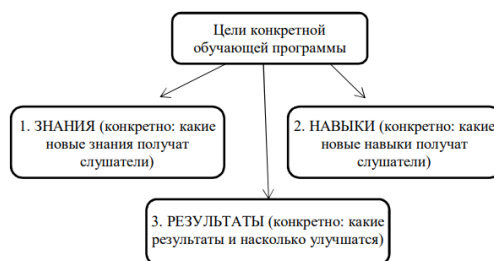 Цели конкретной
обучающей программы
1. ЗНАНИЯ (конкретно: какие
новые знания получат
слушатели)
2. НАВЫКИ (конкретно: какие
новые навыки получат
слушатели)
3. РЕЗУЛЬТАТЫ (конкретно: какие
результаты и насколько улучшатся)